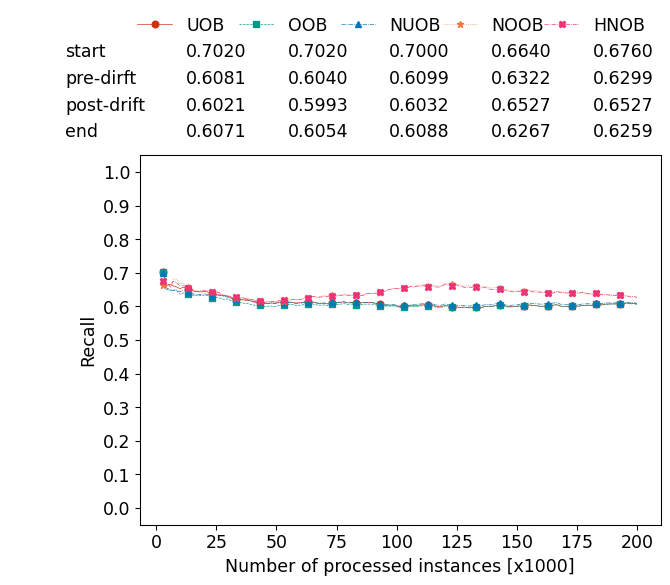 UOB OOB NUOB NOOB HNOB
start 0.7020 0.7020 0.7000 0.6640 0.6760
pre-dirft 0.6081 0.6040 0.6099 0.6322 0.6299
post-drift 0.6021 0.5993 0.6032 0.6527 0.6527
end 0.6071 0.6054 0.6088 0.6267 0.6259
1.0
0.9
0.8
0.7
0.6
0.5
0.4
0.3
0.2
0.1
0.0
Recall
0 25 50 75 100 125 150 175 200
Number of processed instances [x1000]